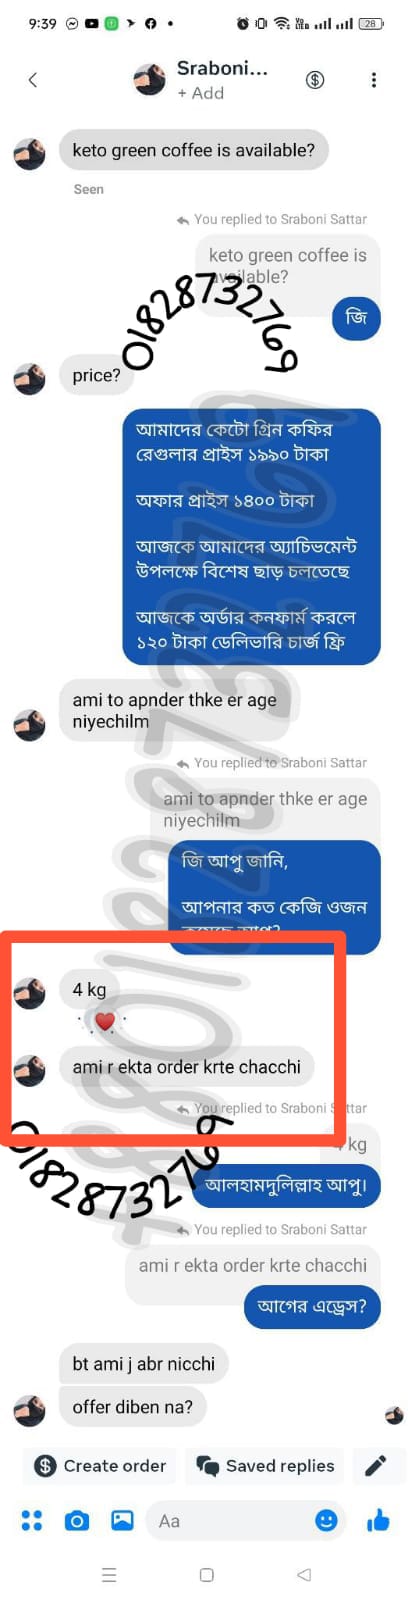 9:39
28
Sraboni...
+ Add
keto green coffee is available?
Seen
You replied to Sraboni Sattar
keto green coffee is
available?
জি
01828732769
price?
আমাদের কেটো গ্রিন কফির
রেগুলার প্রাইস ১৯৯০ টাকা
অফার প্রাইস ১৪০০ টাকা
আজকে আমাদের অ্যাচিভমেন্ট
উপলক্ষে বিশেষ ছাড় চলতেছে
আজকে অর্ডার কনফার্ম করলে
১২০ টাকা ডেলিভারি চার্জ ফ্রি
ami to apnder thke er age
niyechilm
You replied to Sraboni Sattar
ami to apnder thke er age
niyechilm
জি আপু জানি,
আপনার কত কেজি ওজন
4 kg
ami r ekta order krte chacchi
You replied to Sraboni Sattar
kg
01828732769
আলহামদুলিল্লাহ আপু।
You replied to Sraboni Sattar
ami r ekta order krte chacchi
আগের এড্রেস?
bt ami j abr nicchi
offer diben na?
Create order
Saved replies
Aa